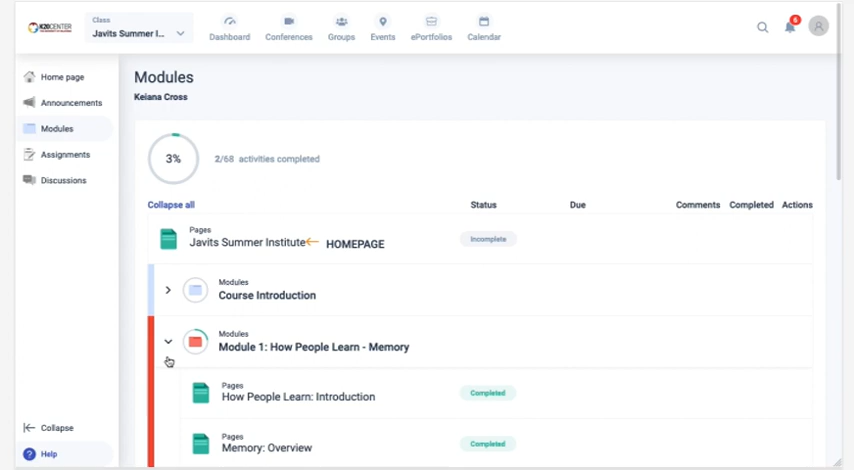 K20CENTER
Class
Javits Summer I...
Dashboard
Conferences
Groups
Events
ePortfolios
Calendar
6
Home page
Announcements
Modules
Assignments
Discussions
Collapse
Help
Modules
Keiana Cross
3%
2/68 activities completed
Collapse all Status Due Comments Completed Actions
Pages
Javits Summer Institute← HOMEPAGE Incomplete
Modules
Course Introduction
Modules
Module 1: How People Learn - Memory
Pages
How People Learn: Introduction Completed
Pages
Memory: Overview Completed